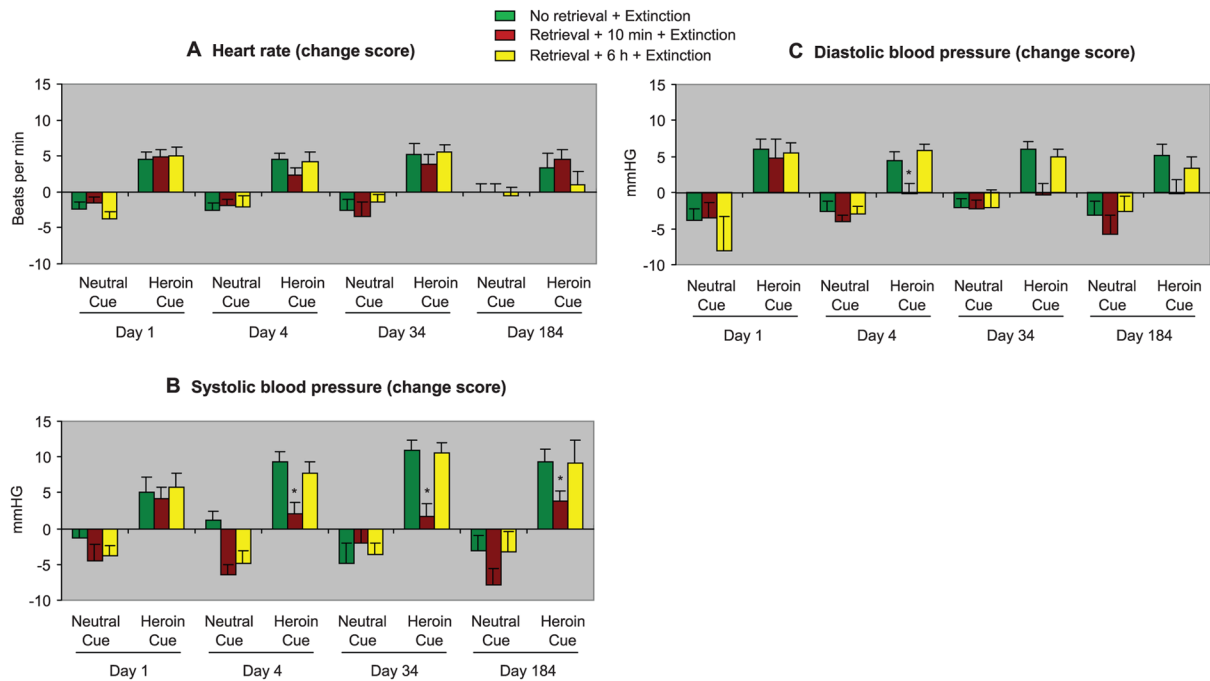 No retrieval + Extinction
Retrieval + 10 min + Extinction
Retrieval + 6 h + Extinction
A Heart rate (change score)
15
10
5
0
-5
-10
Beats per min
Neutral Cue
Heroin Cue
Neutral Cue
Heroin Cue
Neutral Cue
Heroin Cue
Neutral Cue
Heroin Cue
Day 1
Day 4
Day 34
Day 184
C Diastolic blood pressure (change score)
15
10
5
0
-5
-10
mmHG
*
Neutral Cue
Heroin Cue
Neutral Cue
Heroin Cue
Neutral Cue
Heroin Cue
Neutral Cue
Heroin Cue
Day 1
Day 4
Day 34
Day 184
B Systolic blood pressure (change score)
15
10
5
0
-5
-10
mmHG
*
*
*
Neutral Cue
Heroin Cue
Neutral Cue
Heroin Cue
Neutral Cue
Heroin Cue
Neutral Cue
Heroin Cue
Day 1
Day 4
Day 34
Day 184